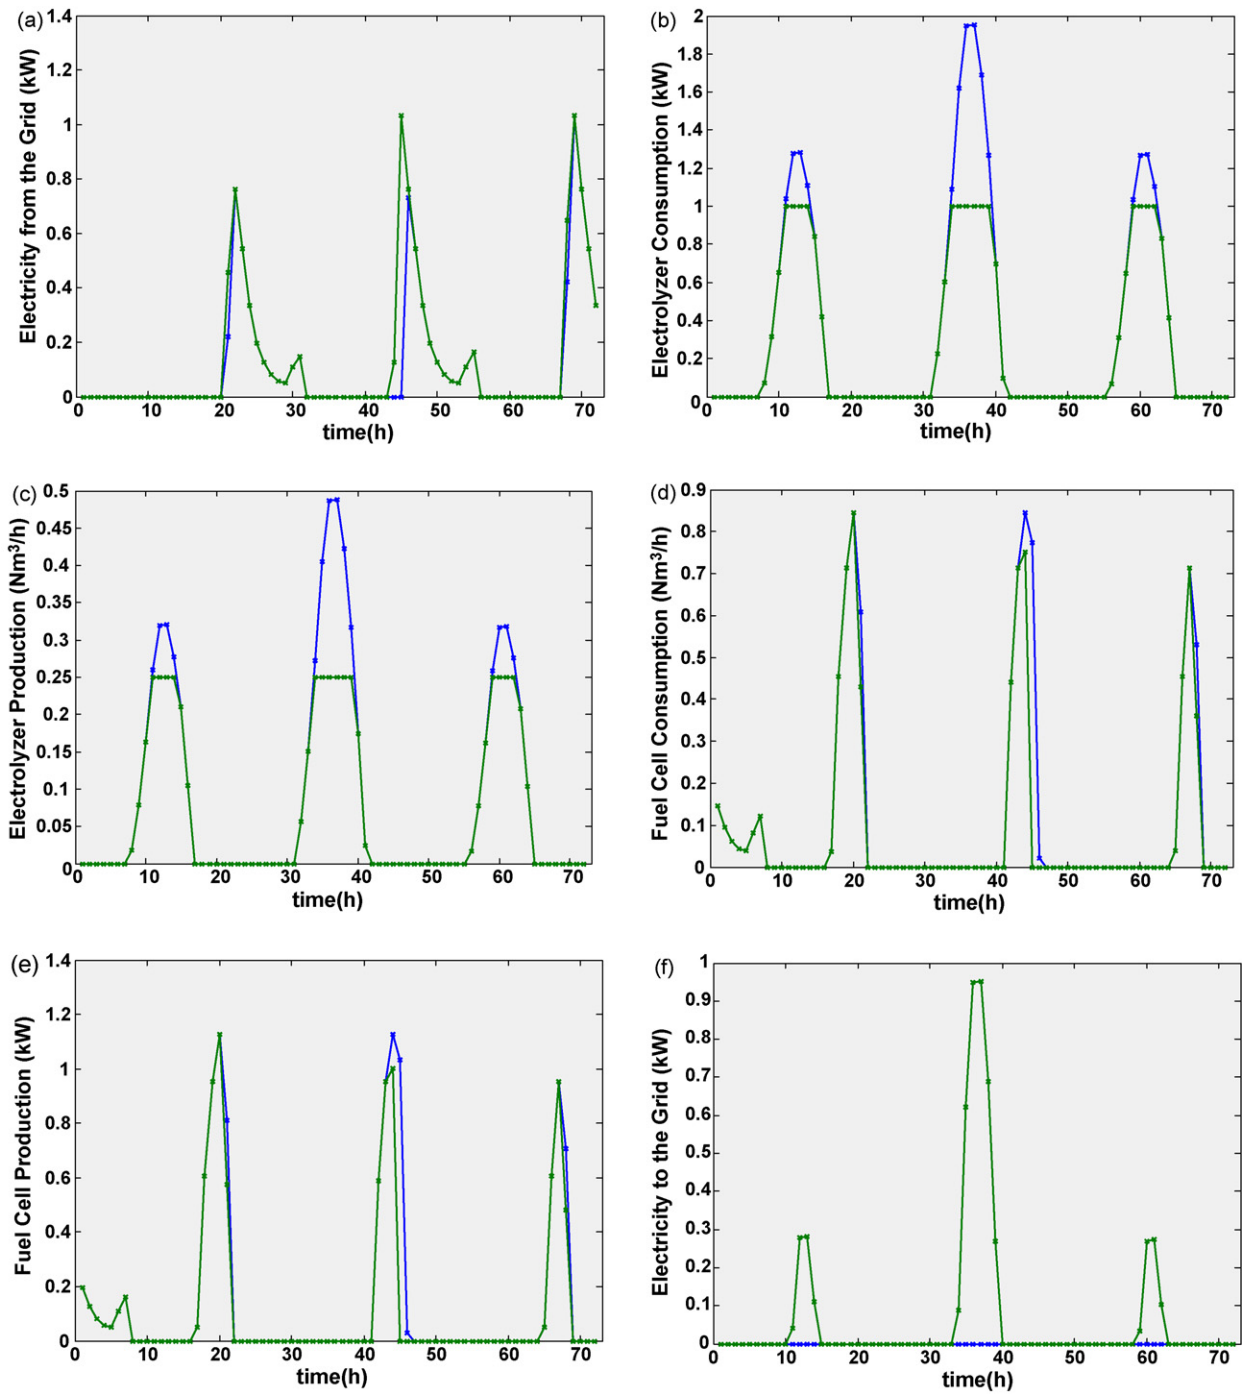 (a)
1.4
1.2
1
0.8
0.6
0.4
0.2
0
Electricity from the Grid (kW)
0 10 20 30 40 50 60 70
time(h)
(b)
2
1.8
1.6
1.4
1.2
1
0.8
0.6
0.4
0.2
0
Electrolyzer Consumption (kW)
0 10 20 30 40 50 60 70
time(h)
(c)
0.5
0.45
0.4
0.35
0.3
0.25
0.2
0.15
0.1
0.05
0
Electrolyzer Production (Nm³/h)
0 10 20 30 40 50 60 70
time(h)
(d)
0.9
0.8
0.7
0.6
0.5
0.4
0.3
0.2
0.1
0
Fuel Cell Consumption (Nm³/h)
0 10 20 30 40 50 60 70
time(h)
(e)
1.4
1.2
1
0.8
0.6
0.4
0.2
0
Fuel Cell Production (kW)
0 10 20 30 40 50 60 70
time(h)
(f)
1
0.9
0.8
0.7
0.6
0.5
0.4
0.3
0.2
0.1
0
Electricity to the Grid (kW)
0 10 20 30 40 50 60 70
time(h)